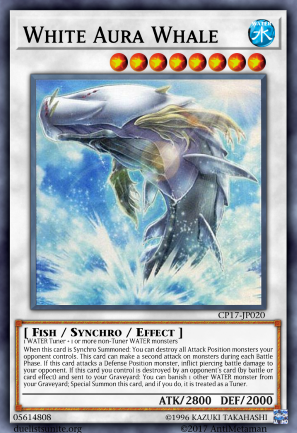 White Aura Whale
WATER
水
CP17-JP020
[ Fish / Synchro / Effect ]
1 WATER Tuner + 1 or more non-Tuner WATER monsters
When this card is Synchro Summoned: You can destroy all Attack Position monsters your
opponent controls. This card can make a second attack on monsters during each Battle
Phase. If this card attacks a Defense Position monster, inflict piercing battle damage to
your opponent. If this card you control is destroyed by an opponent's card (by battle
or card effect) and sent to your Graveyard: You can banish 1 other WATER monster from
your Graveyard; Special Summon this card, and if you do, it is treated as a Tuner.
ATK/2800 DEF/2000
05614808 ©1996 KAZUKI TAKAHASHI
duelistsunite.org ©2017 AntiMetaman